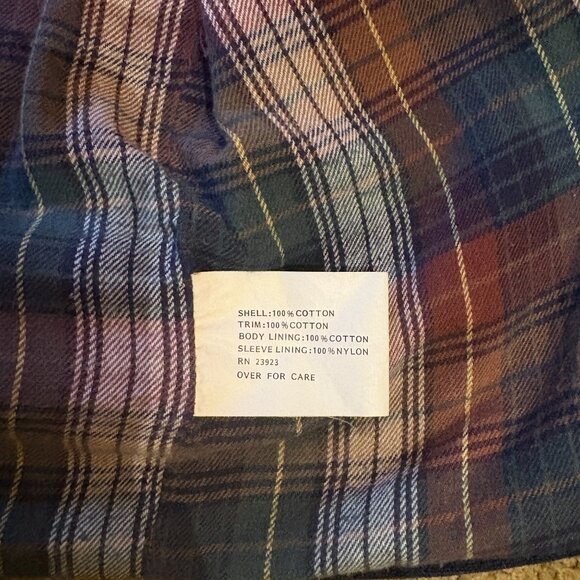 SHELL:100%COTTON
TRIM:100%COTTON
BODY LINING:100%COTTON
SLEEVE LINING:100%NYLON
RN 23923
OVER FOR CARE